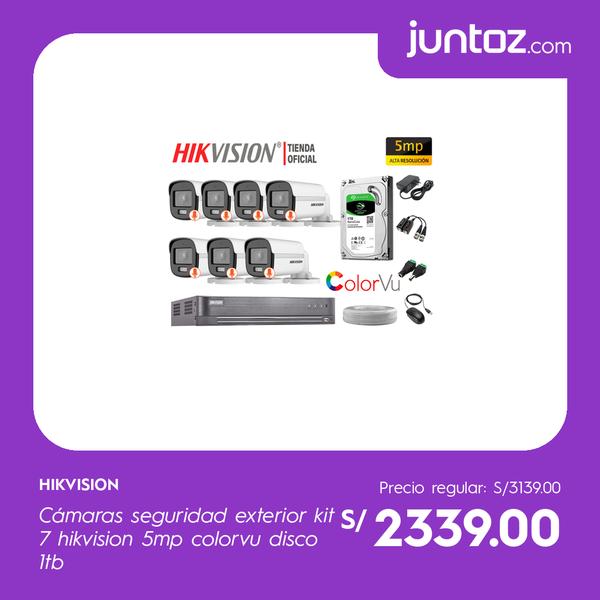 juntoz.com
HIKVISION® TIENDA OFICIAL
5mp
ALTA RESOLUCIÓN
HIKVISION
ColorVu
HIKVISION
Precio regular: S/3139.00
Cámaras seguridad exterior kit
7 hikvision 5mp colorvu disco
1tb
S/ 2339.00